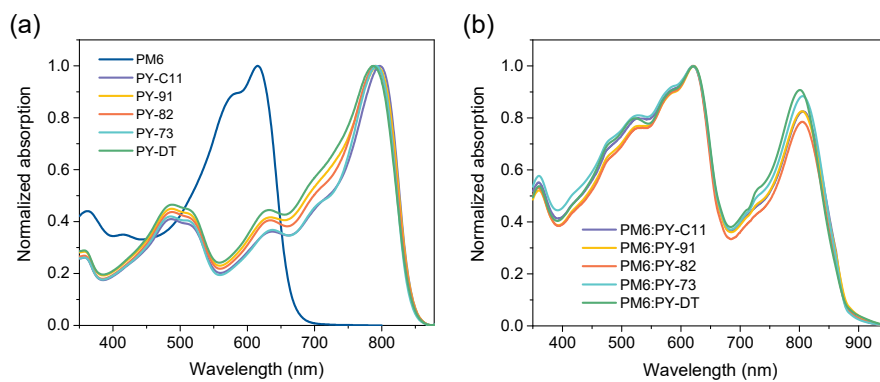 (a)
Normalized absorption
1.0
0.8
0.6
0.4
0.2
0.0
PM6
PY-C11
PY-91
PY-82
PY-73
PY-DT
400 500 600 700 800
Wavelength (nm)
(b)
Normalized absorption
1.0
0.8
0.6
0.4
0.2
0.0
PM6:PY-C11
PM6:PY-91
PM6:PY-82
PM6:PY-73
PM6:PY-DT
400 500 600 700 800 900
Wavelength (nm)